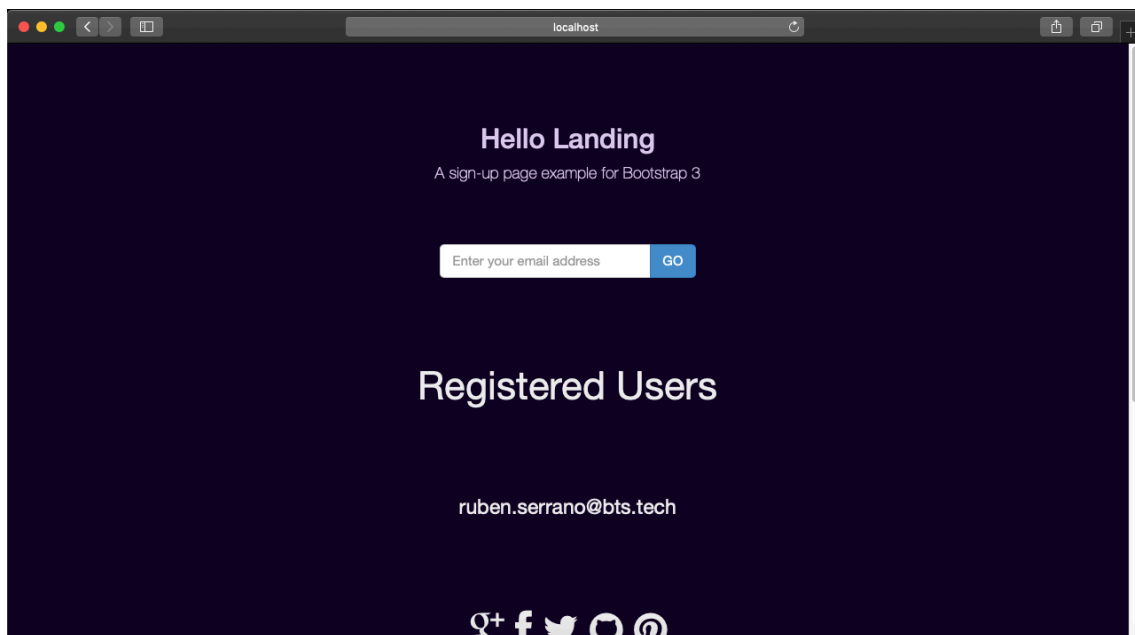 localhost
Hello Landing
A sign-up page example for Bootstrap 3
Enter your email address
GO
Registered Users
ruben.serrano@bts.tech
g+